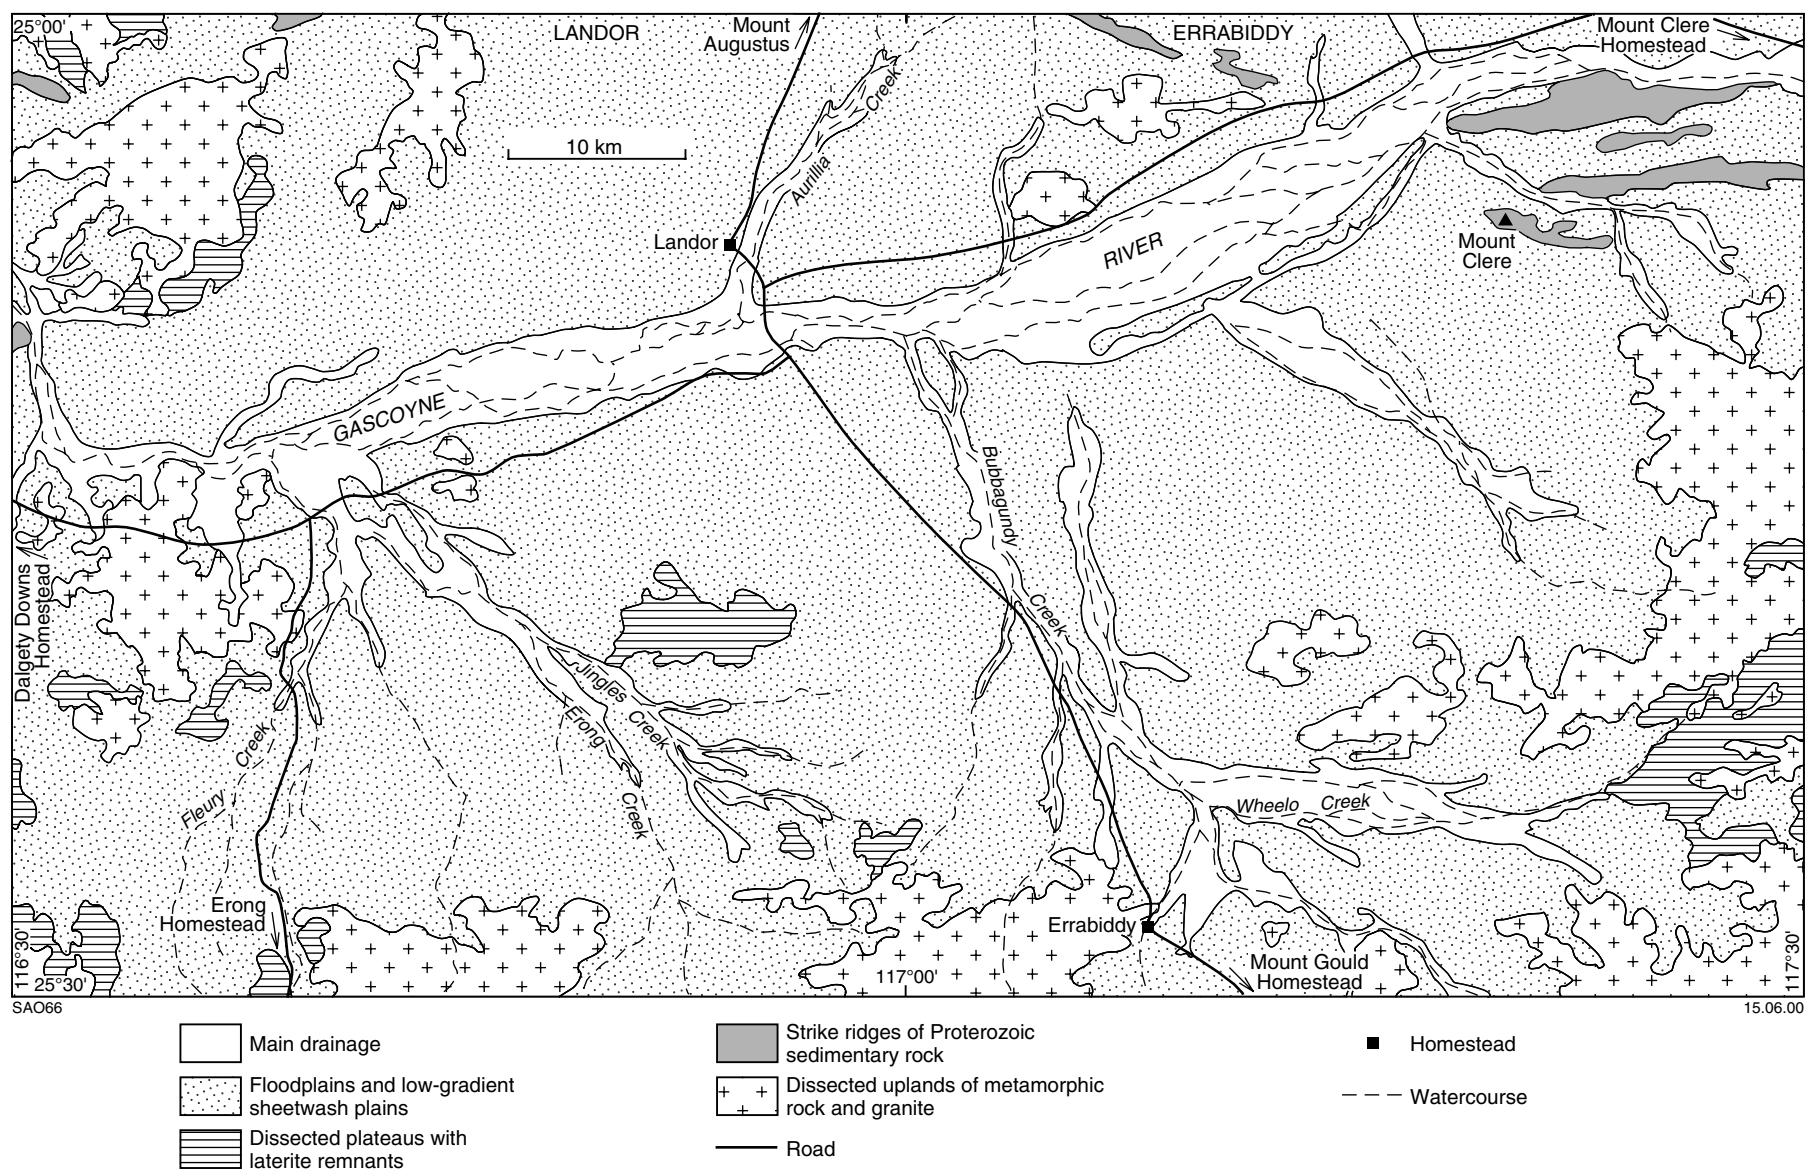 25°00'
LANDOR
Mount
Augustus
ERRABIDDY
Mount Clere
Homestead
10 km
Aurillia
Creek
Landor
RIVER
Mount
Clere
GASCOYNE
Bubbagundy
Creek
Dalgety Downs
Homestead
Jingles
Creek
Erong
Creek
Fleury
Creek
Wheelo
Creek
Erong
Homestead
Errabiddy
Mount Gould
Homestead
116°30'
25°30'
117°00'
117°30'
SAO66
15.06.00
Main drainage
Floodplains and low-gradient
sheetwash plains
Dissected plateaus with
laterite remnants
Strike ridges of Proterozoic
sedimentary rock
Dissected uplands of metamorphic
rock and granite
Road
Homestead
Watercourse